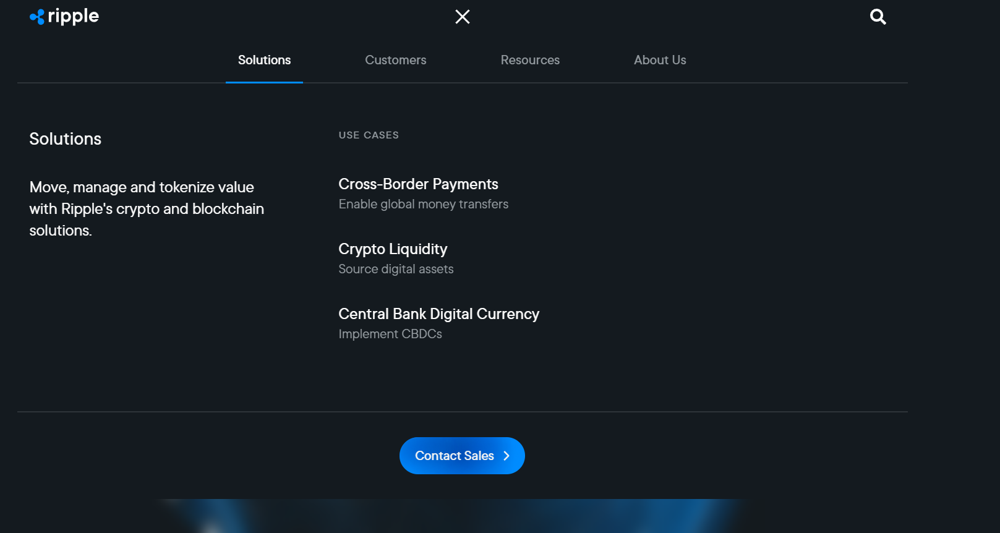 ripple
Solutions
Customers
Resources
About Us
Solutions
Move, manage and tokenize value
with Ripple's crypto and blockchain
solutions.
USE CASES
Cross-Border Payments
Enable global money transfers
Crypto Liquidity
Source digital assets
Central Bank Digital Currency
Implement CBDCs
Contact Sales